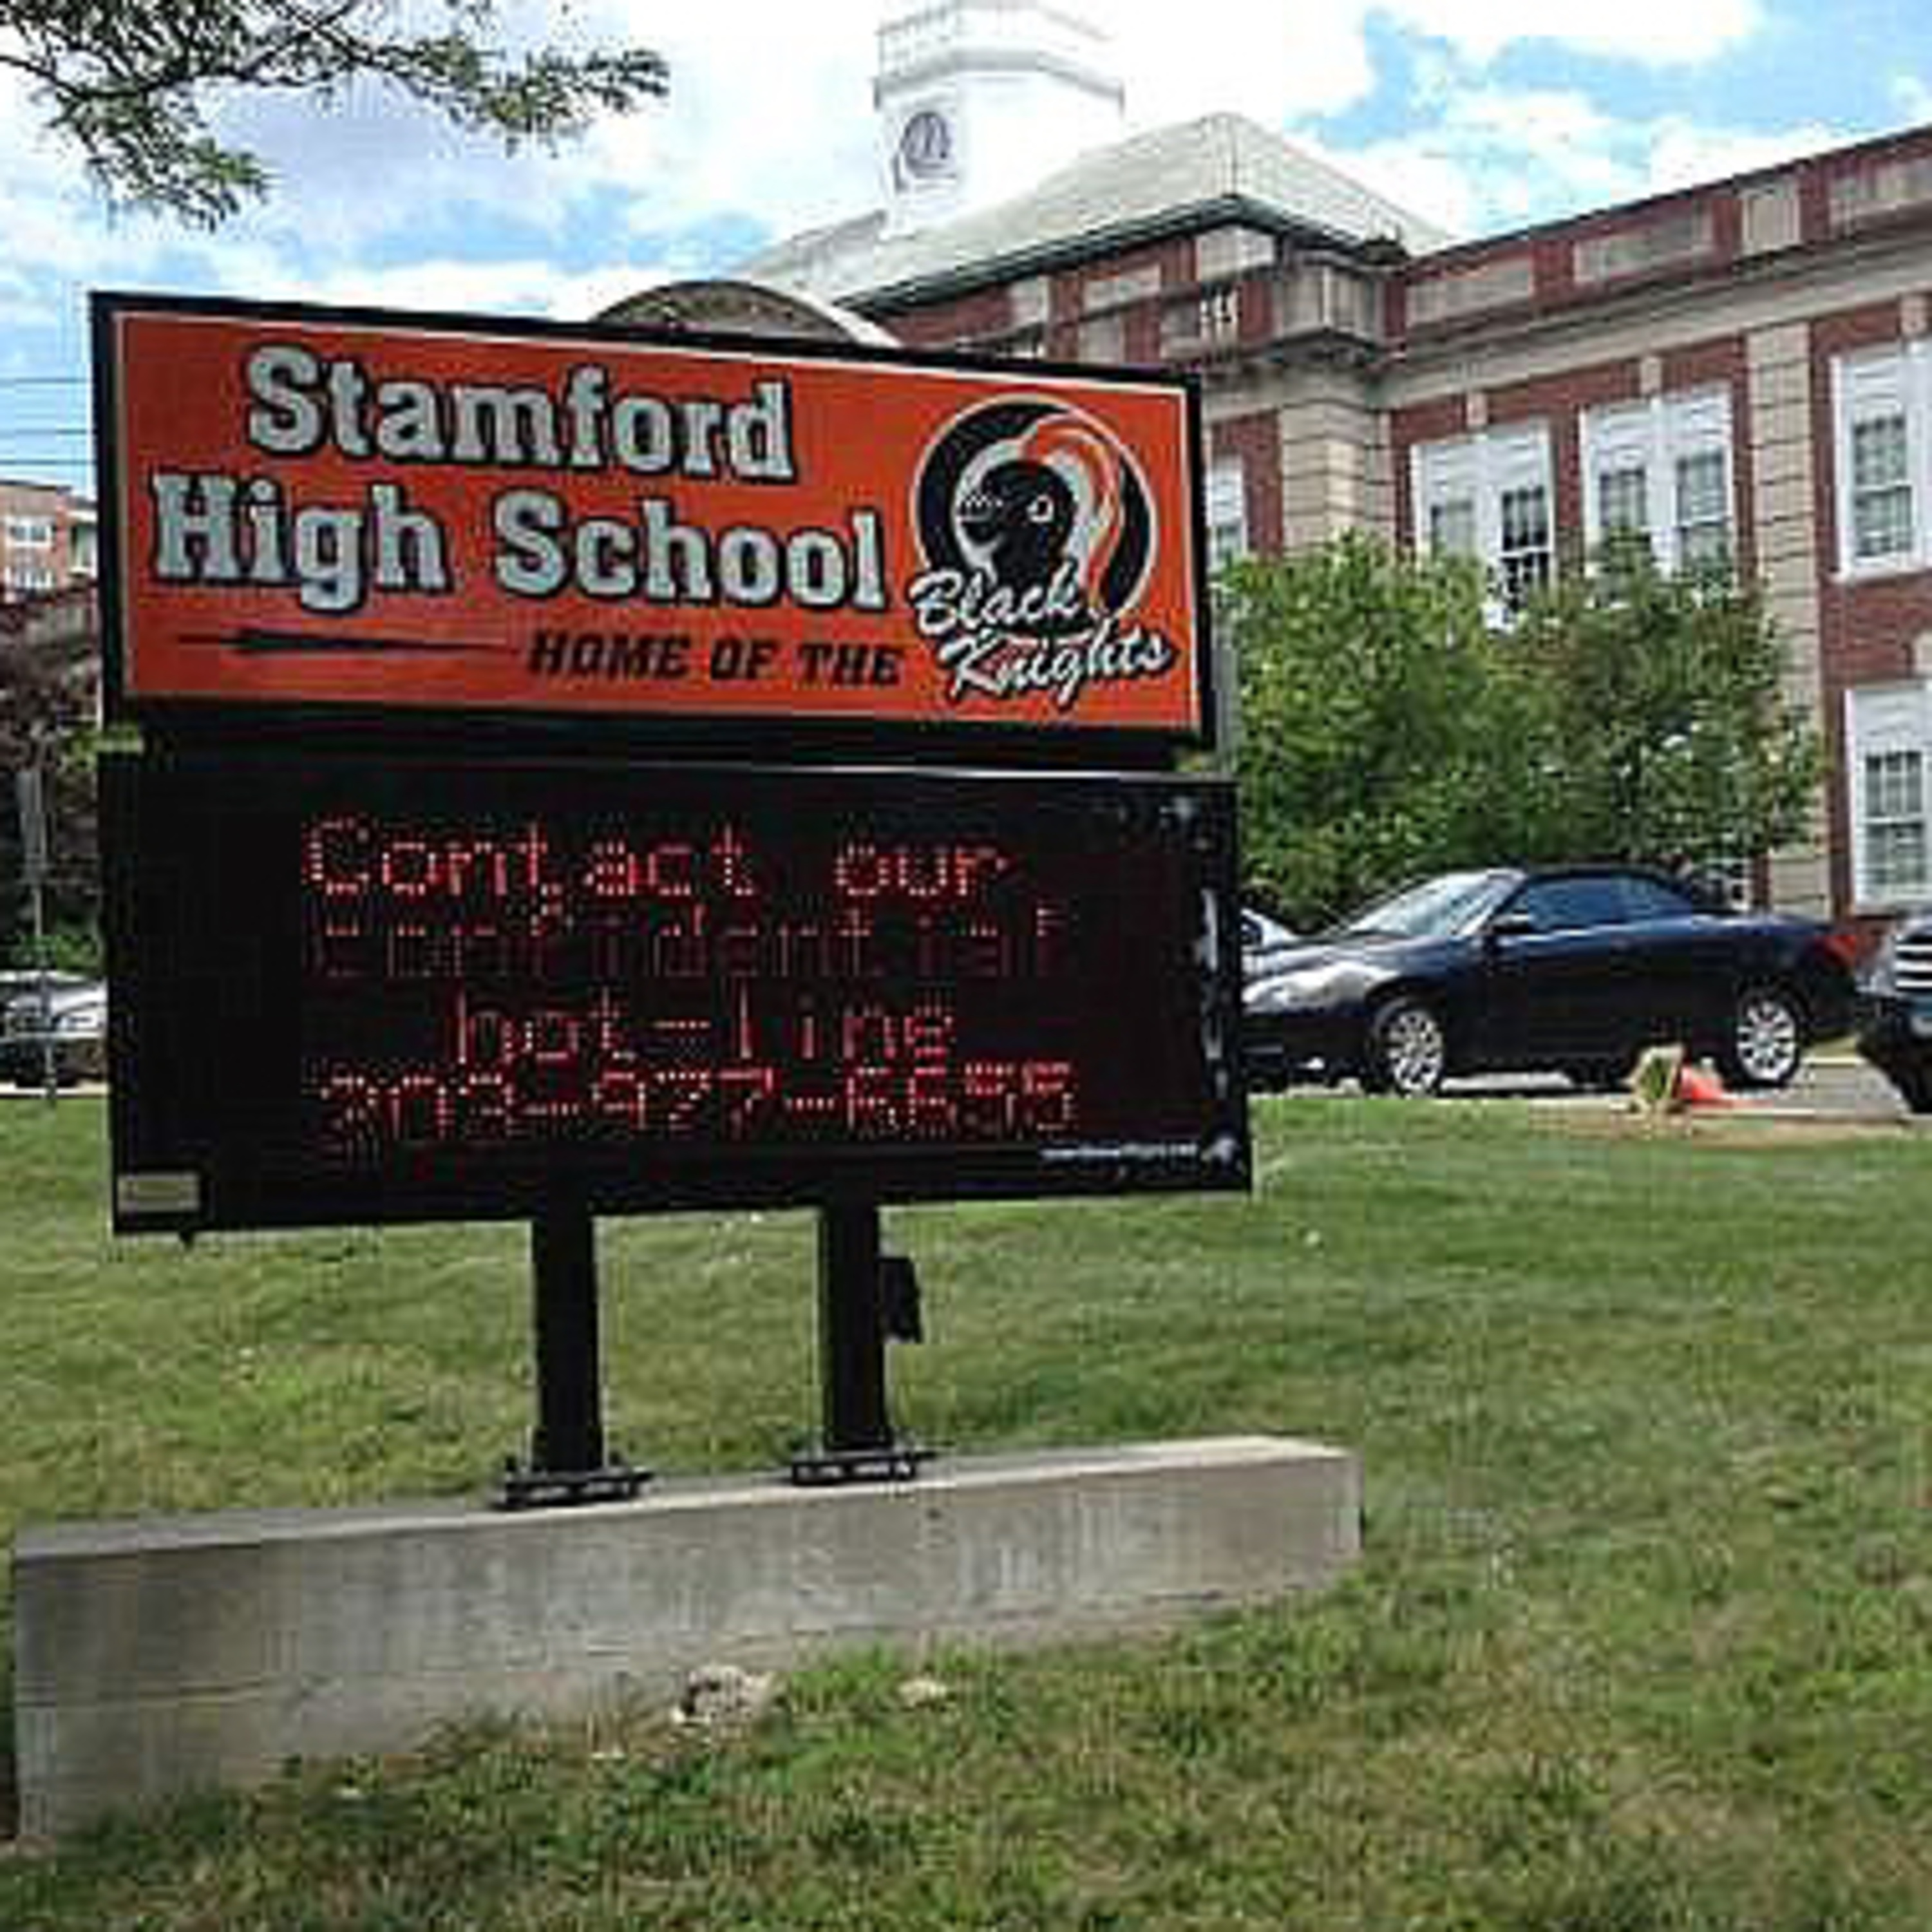 Stamford
High School
HOME OF THE
Black
Knights
Contact our
confidential
hot-line